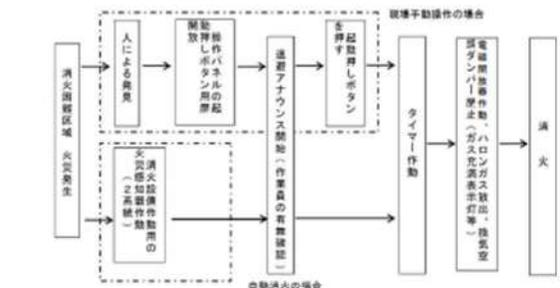 現場手動操作の場合
消火困難区域 火災発生
人による発見
操作パネルの起
動押しボタン用扉
開放
退避アナウンス開始(作業員の有無確認)
起動押しボタン
を押す
タイマー作動
電磁開放器作動、ハロンガス放出、換気空
調ダンパー閉止(ガス充満表示灯等)
消火
消火設備作動用の
火災感知器作動
(2系統)
自動消火の場合